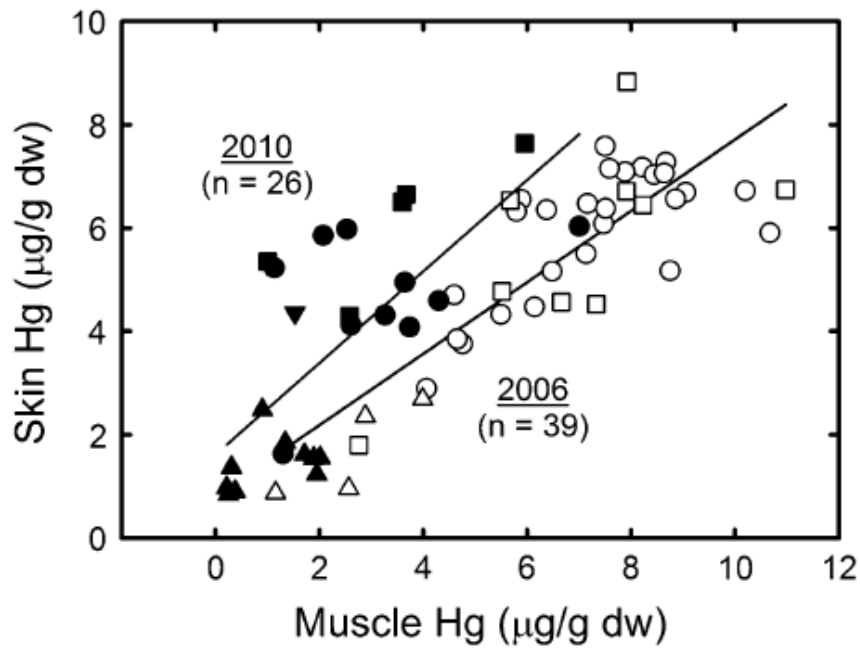 10
8
6
4
2
0
Skin Hg (μg/g dw)
2010
(n = 26)
2006
(n = 39)
0 2 4 6 8 10 12
Muscle Hg (μg/g dw)